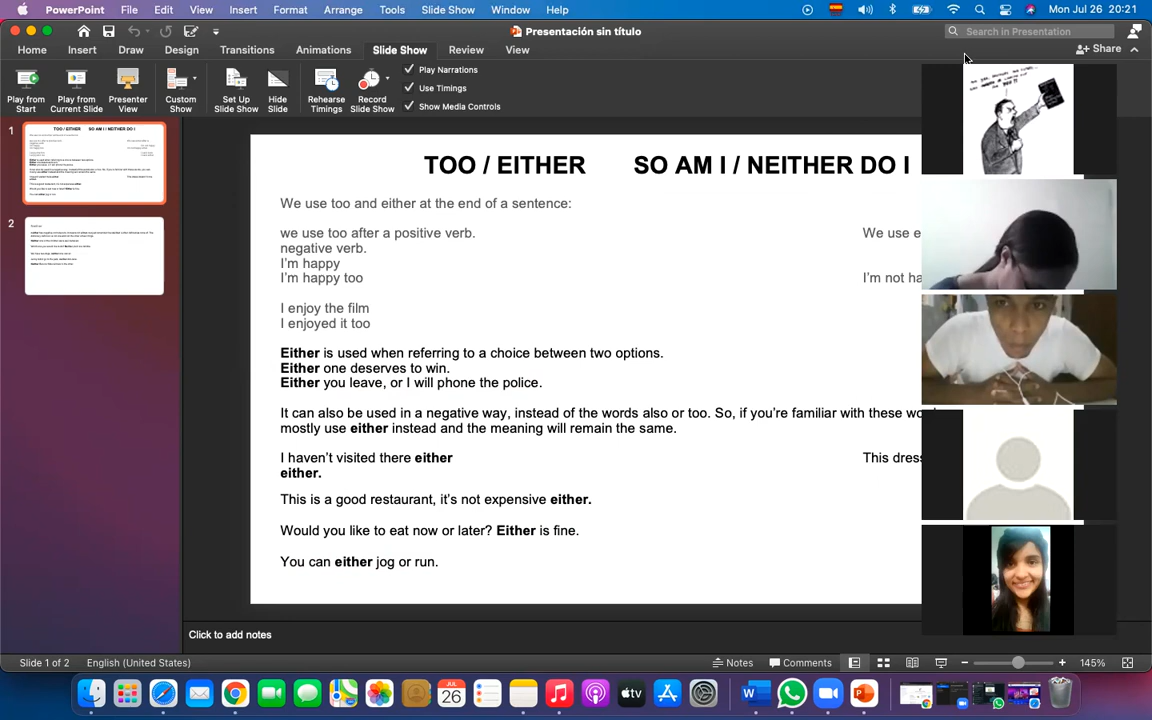 PowerPoint File Edit View Insert Format Arrange Tools Slide Show Window Help Mon Jul 26 20:21
Presentación sin título
Search in Presentation
Home Insert Draw Design Transitions Animations Slide Show Review View
Share
Play from Start
Play from Current Slide
Presenter View
Custom Show
Set Up Slide Show
Hide Slide
Rehearse Timings
Record Slide Show
Play Narrations
Use Timings
Show Media Controls
1
TOO / EITHER SO AM I / NEITHER DO I
2
TOO / EITHER SO AM I / NEITHER DO I
We use too and either at the end of a sentence:
we use too after a positive verb. We use e
negative verb.
I'm happy
I'm happy too I'm not ha
I enjoy the film
I enjoyed it too
Either is used when referring to a choice between two options.
Either one deserves to win.
Either you leave, or I will phone the police.
It can also be used in a negative way, instead of the words also or too. So, if you're familiar with these wo
mostly use either instead and the meaning will remain the same.
I haven't visited there either This dres
either.
This is a good restaurant, it's not expensive either.
Would you like to eat now or later? Either is fine.
You can either jog or run.
Click to add notes
Slide 1 of 2 English (United States) Notes Comments 145%
JUL
26
tv